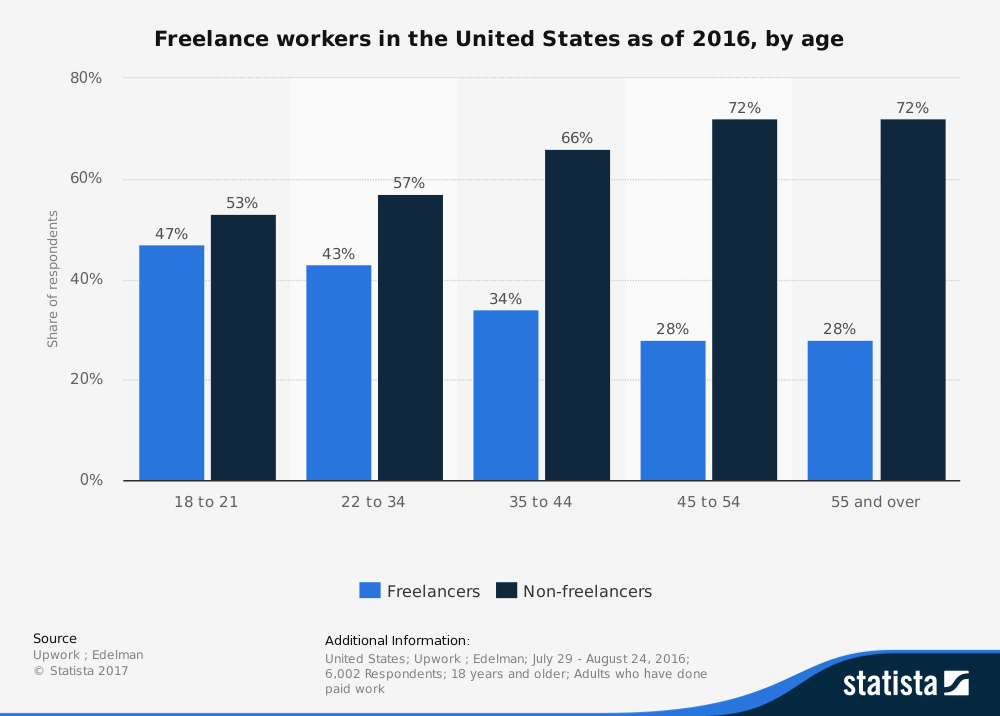 Freelance workers in the United States as of 2016, by age
80%
60%
40%
20%
0%
Share of respondents
47%
53%
43%
57%
34%
66%
28%
72%
28%
72%
18 to 21
22 to 34
35 to 44
45 to 54
55 and over
Freelancers
Non-freelancers
Source
Upwork ; Edelman
© Statista 2017
Additional Information:
United States; Upwork ; Edelman; July 29 - August 24, 2016;
6,002 Respondents; 18 years and older; Adults who have done
paid work
statista